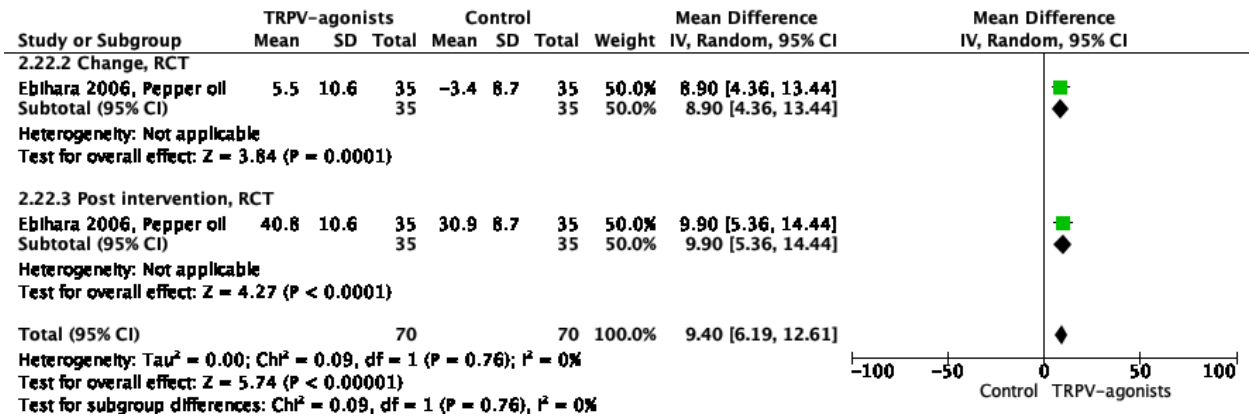 TRPV-agonists Control Mean Difference Mean Difference
Study or Subgroup Mean SD Total Mean SD Total Weight IV, Random, 95% CI IV, Random, 95% CI
2.22.2 Change, RCT
Ebihara 2006, Pepper oil 5.5 10.6 35 −3.4 8.7 35 50.0% 8.90 [4.36, 13.44]
Subtotal (95% CI) 35 35 50.0% 8.90 [4.36, 13.44]
Heterogeneity: Not applicable
Test for overall effect: Z = 3.84 (P = 0.0001)
2.22.3 Post intervention, RCT
Ebihara 2006, Pepper oil 40.8 10.6 35 30.9 8.7 35 50.0% 9.90 [5.36, 14.44]
Subtotal (95% CI) 35 35 50.0% 9.90 [5.36, 14.44]
Heterogeneity: Not applicable
Test for overall effect: Z = 4.27 (P < 0.0001)
Total (95% CI) 70 70 100.0% 9.40 [6.19, 12.61]
Heterogeneity: Tau² = 0.00; Chi² = 0.09, df = 1 (P = 0.76); I² = 0%
Test for overall effect: Z = 5.74 (P < 0.00001)
Test for subgroup differences: Chi² = 0.09, df = 1 (P = 0.76), I² = 0%
−100 −50 0 50 100
Control TRPV-agonists